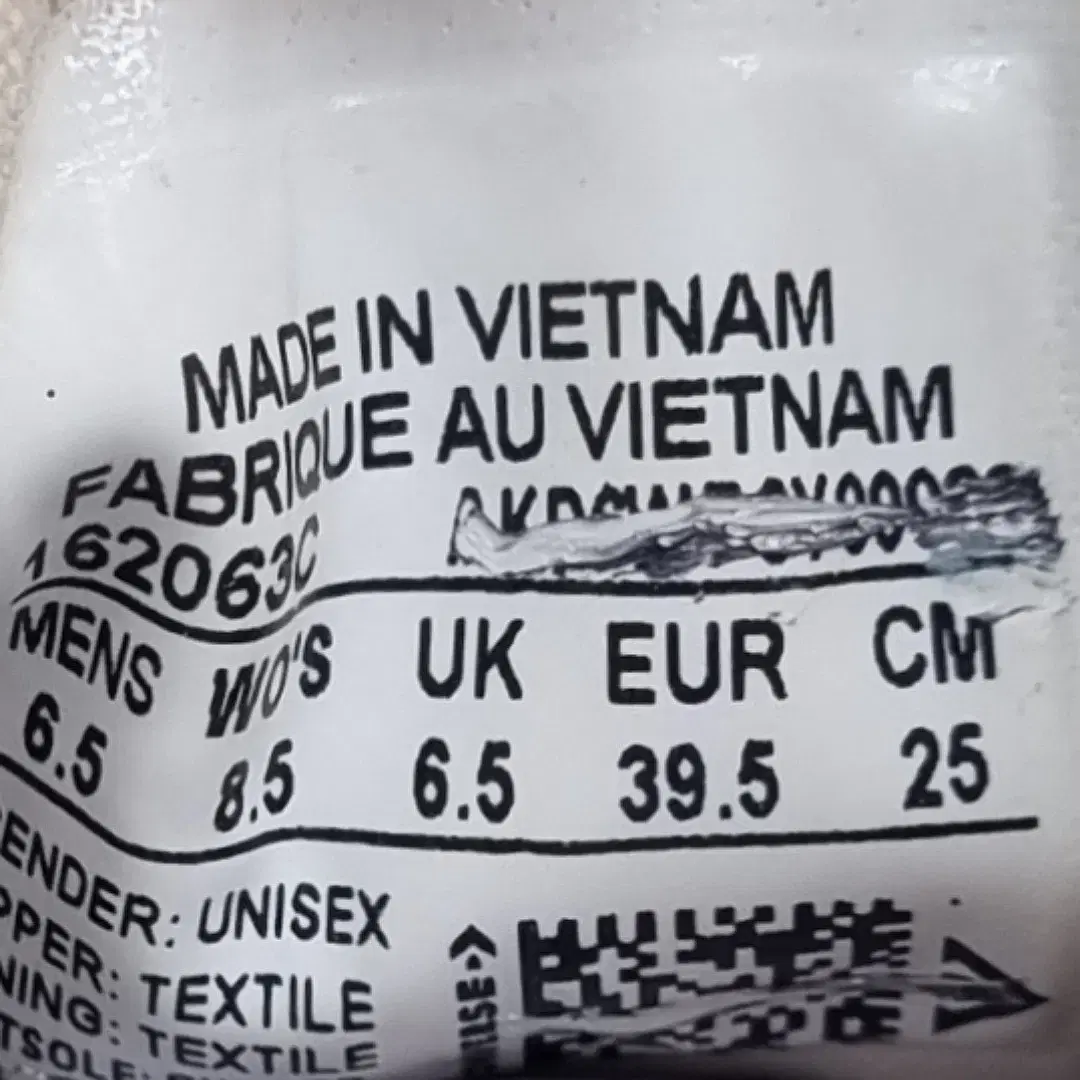 MADE IN VIETNAM
FABRIQUE AU VIETNAM
162063C
MENS WO'S UK EUR CM
6.5 8.5 6.5 39.5 25
ENDER: UNISEX
PPER: TEXTILE
NING: TEXTILE
TSOLE: